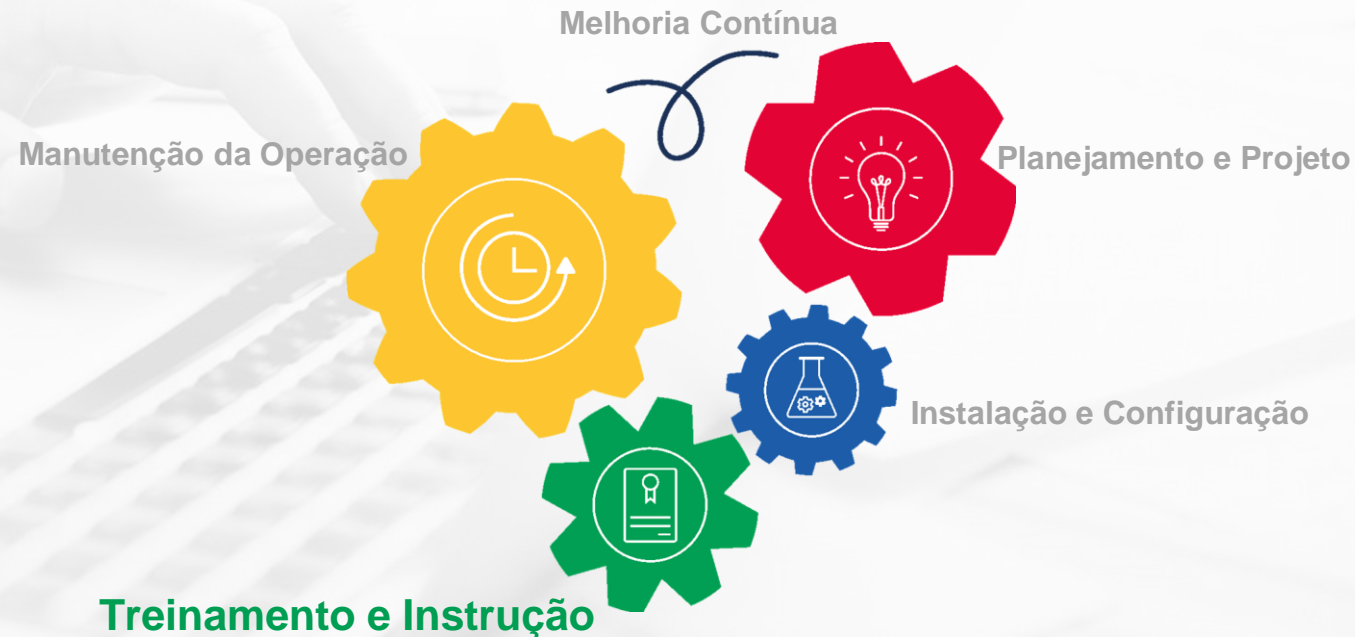 Melhoria Contínua
Manutenção da Operação
Planejamento e Projeto
Instalação e Configuração
Treinamento e Instrução